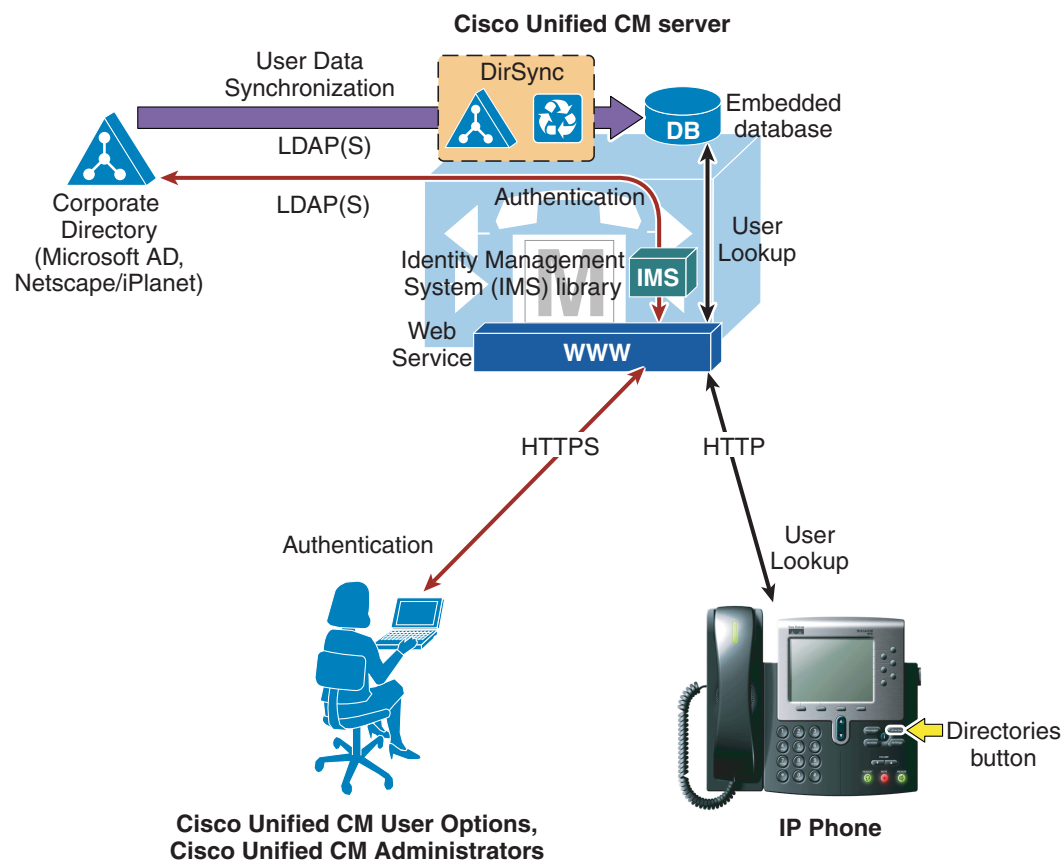 Cisco Unified CM server
User Data
Synchronization
DirSync
LDAP(S)
DB
Embedded
database
LDAP(S)
Authentication
Corporate
Directory
(Microsoft AD,
Netscape/iPlanet)
User
Lookup
Identity Management
System (IMS) library
IMS
M
Web
Service
WWW
HTTPS
HTTP
Authentication
User
Lookup
Directories
button
Cisco Unified CM User Options,
Cisco Unified CM Administrators
IP Phone